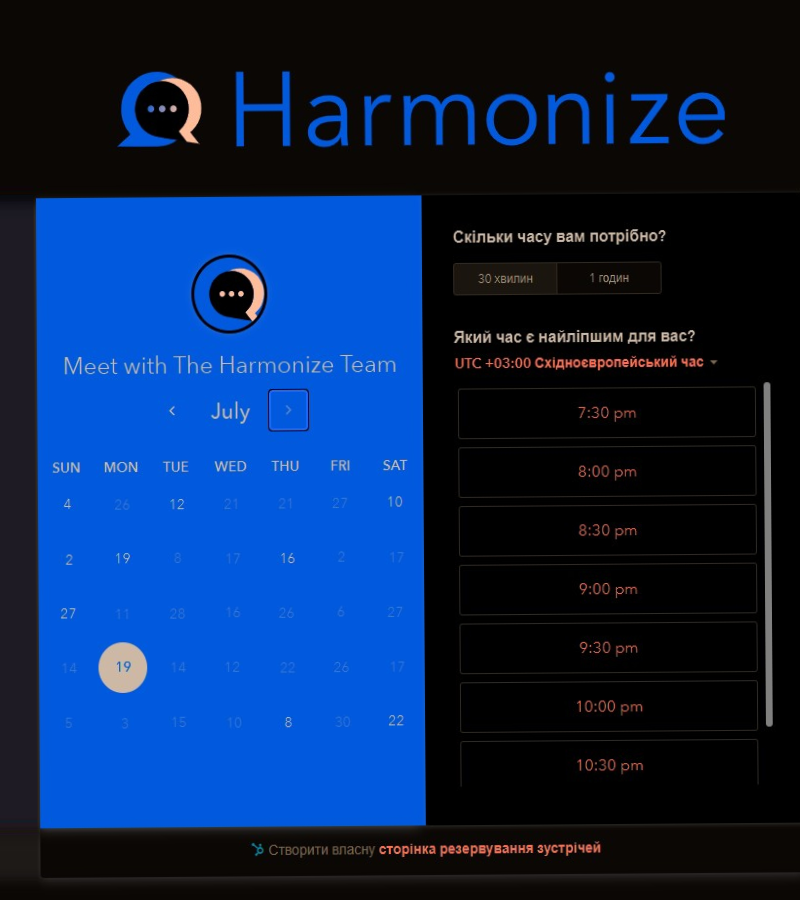 Harmonize
Meet with The Harmonize Team
July
SUN MON TUE WED THU FRI SAT
4 26 12 21 21 27 10
2 19 8 17 16 2 17
27 11 28 16 26 6 27
14 19 14 12 22 26 17
5 3 15 10 8 30 22
Скільки часу вам потрібно?
30 хвилин 1 годин
Який час є найліпшим для вас?
UTC +03:00 Східноєвропейський час
7:30 pm
8:00 pm
8:30 pm
9:00 pm
9:30 pm
10:00 pm
10:30 pm
Створити власну сторінка резервування зустрічей